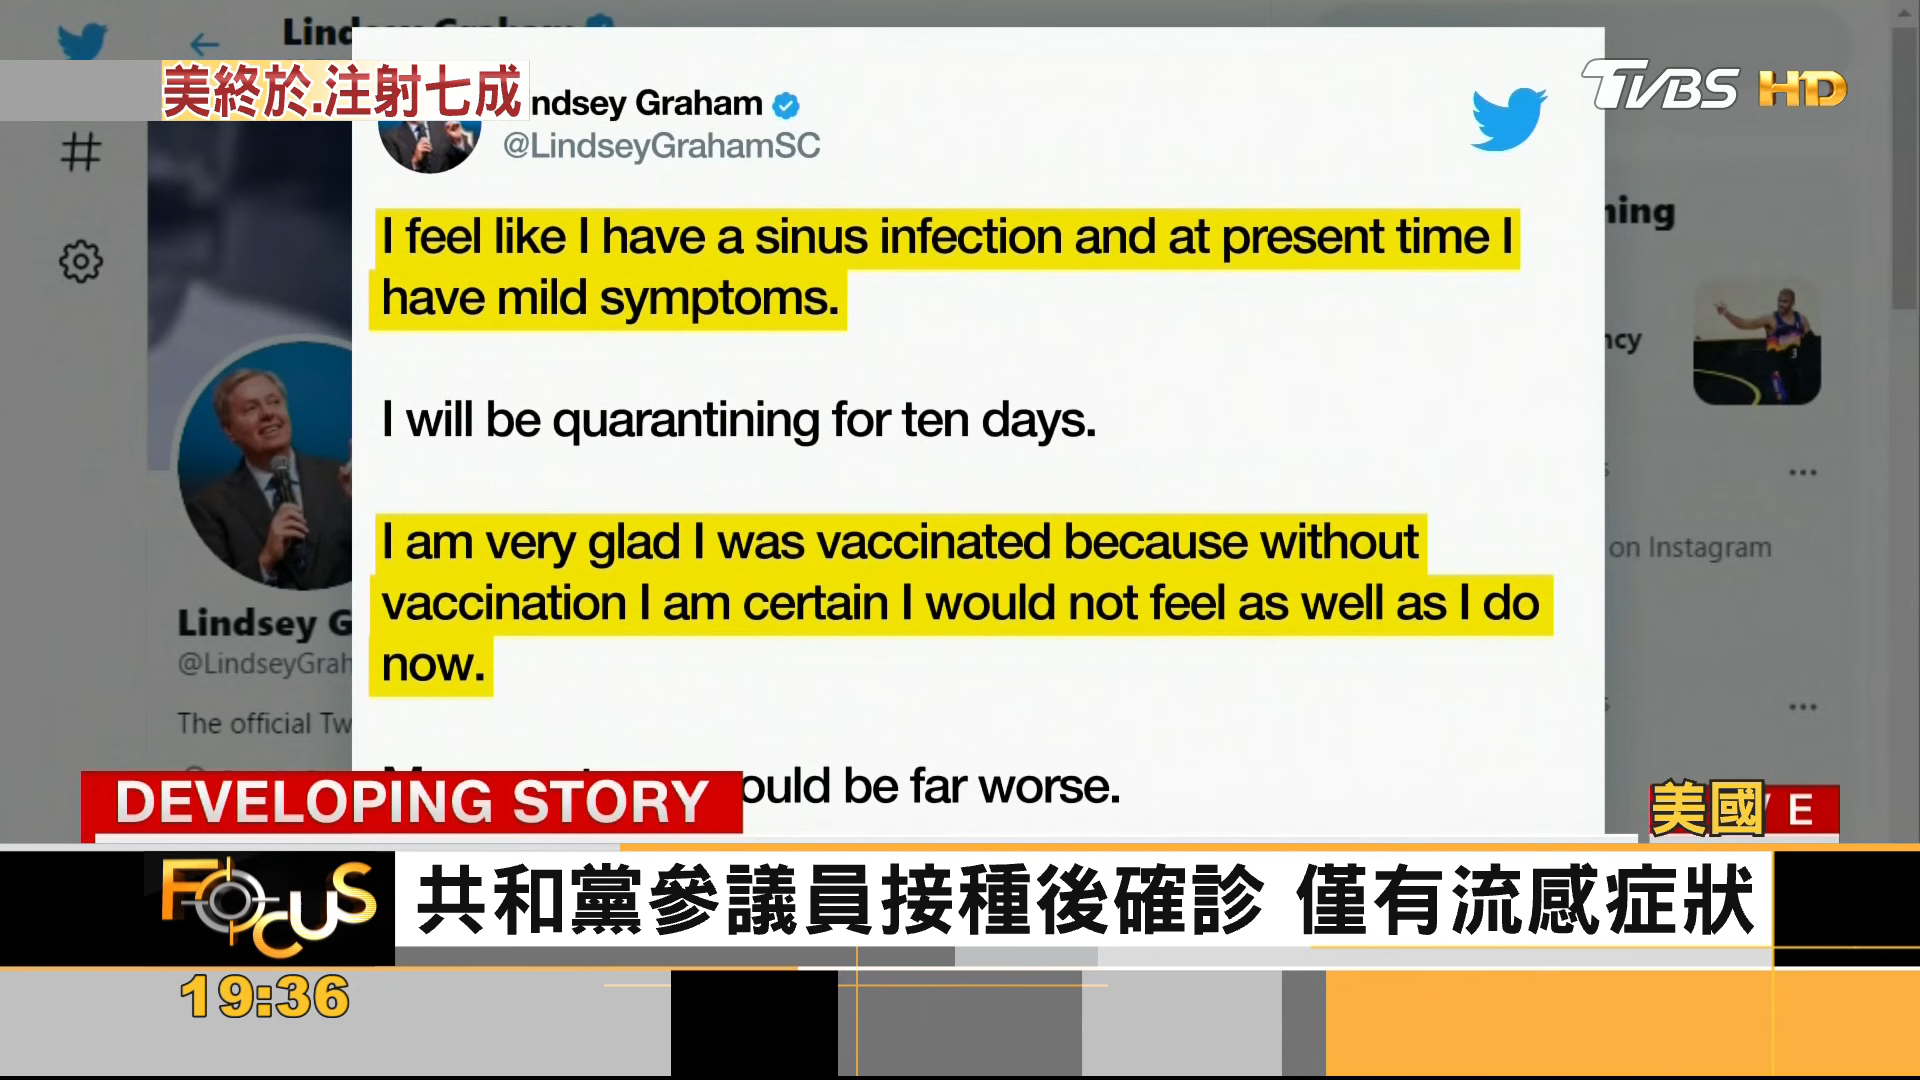 Lindsey Graham
美終於.注射七成
ndsey Graham
@LindseyGrahamSC
TVBS HD
I feel like I have a sinus infection and at present time I
have mild symptoms.
I will be quarantining for ten days.
I am very glad I was vaccinated because without
vaccination I am certain I would not feel as well as I do
now.
ould be far worse.
#
Lindsey G
@LindseyGrah
The official Tw
ning
ncy
on Instagram
DEVELOPING STORY
美國
E
FOCUS
共和黨參議員接種後確診 僅有流感症狀
19:36